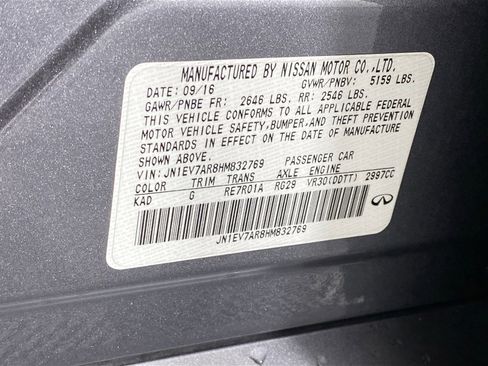 MANUFACTURED BY NISSAN MOTOR CO.,LTD.
DATE: 09/16 GVWR/PNBV: 5159 LBS.
GAWR/PNBE FR: 2646 LBS. RR: 2546 LBS.
THIS VEHICLE CONFORMS TO ALL APPLICABLE FEDERAL
MOTOR VEHICLE SAFETY,BUMPER,AND THEFT PREVENTION
STANDARDS IN EFFECT ON THE DATE OF MANUFACTURE
SHOWN ABOVE.
VIN: JN1EV7AR8HM832769 PASSENGER CAR
COLOR TRIM TRANS AXLE ENGINE
KAD G RE7R01A RG29 VR30(DDTT) 2997CC
JN1EV7AR8HM832769